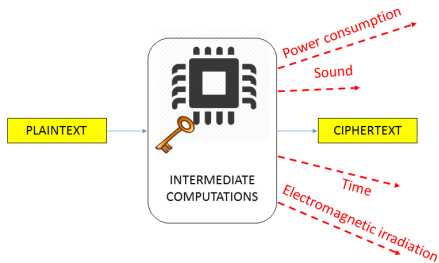 Power consumption
Sound
PLAINTEXT
CIPHERTEXT
INTERMEDIATE
COMPUTATIONS
Time
Electromagnetic irradiation